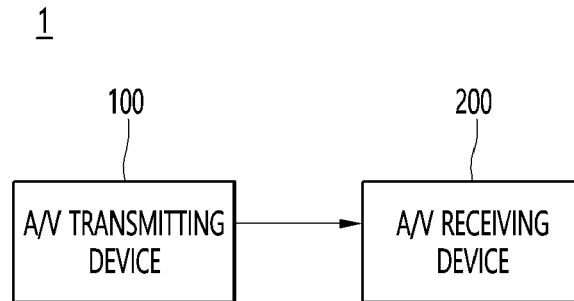 1
100
200
A/V TRANSMITTING
DEVICE
A/V RECEIVING
DEVICE